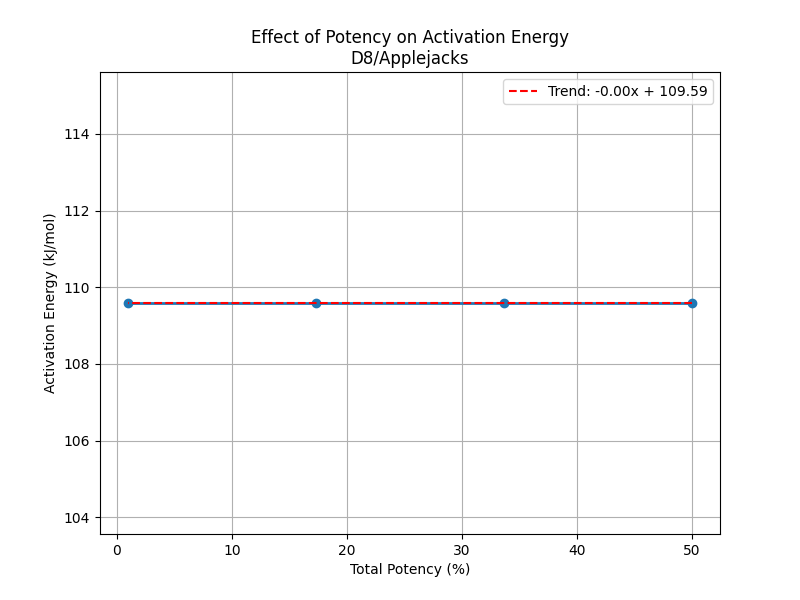 Effect of Potency on Activation Energy
D8/Applejacks
Trend: -0.00x + 109.59
Activation Energy (kJ/mol)
114
112
110
108
106
104
0 10 20 30 40 50
Total Potency (%)